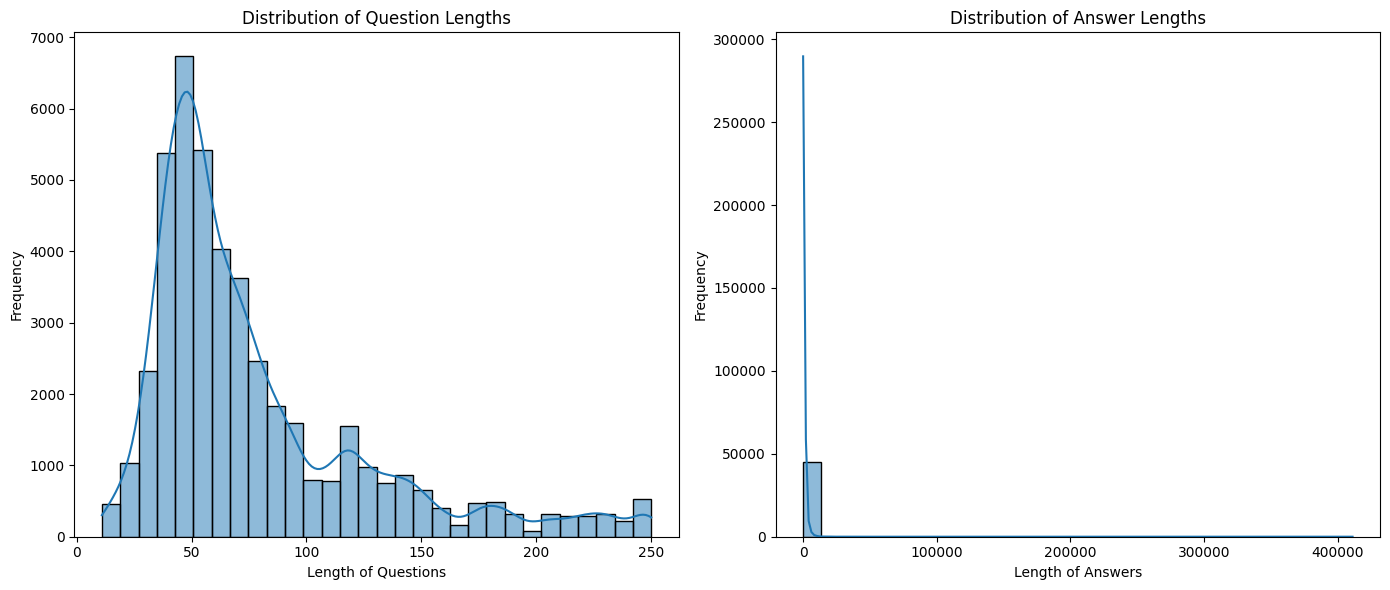 Distribution of Question Lengths
7000
6000
5000
4000
3000
2000
1000
0
Frequency
0 50 100 150 200 250
Length of Questions
Distribution of Answer Lengths
300000
250000
200000
150000
100000
50000
0
Frequency
0 100000 200000 300000 400000
Length of Answers